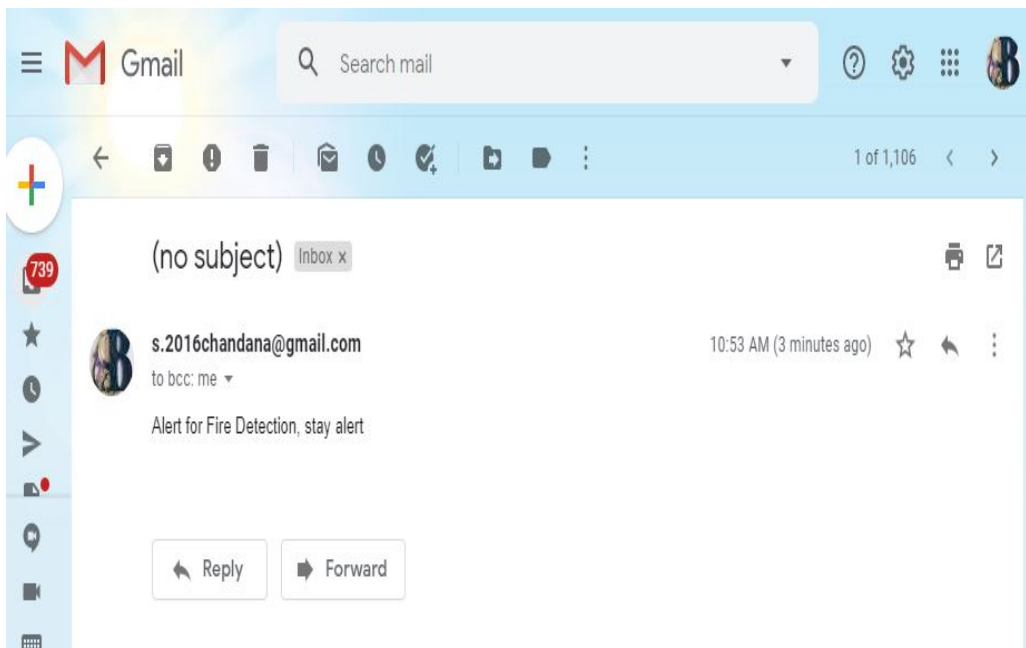 Gmail
Search mail
1 of 1,106
(no subject) Inbox x
739
s.2016chandana@gmail.com
10:53 AM (3 minutes ago)
to bcc: me
Alert for Fire Detection, stay alert
Reply
Forward